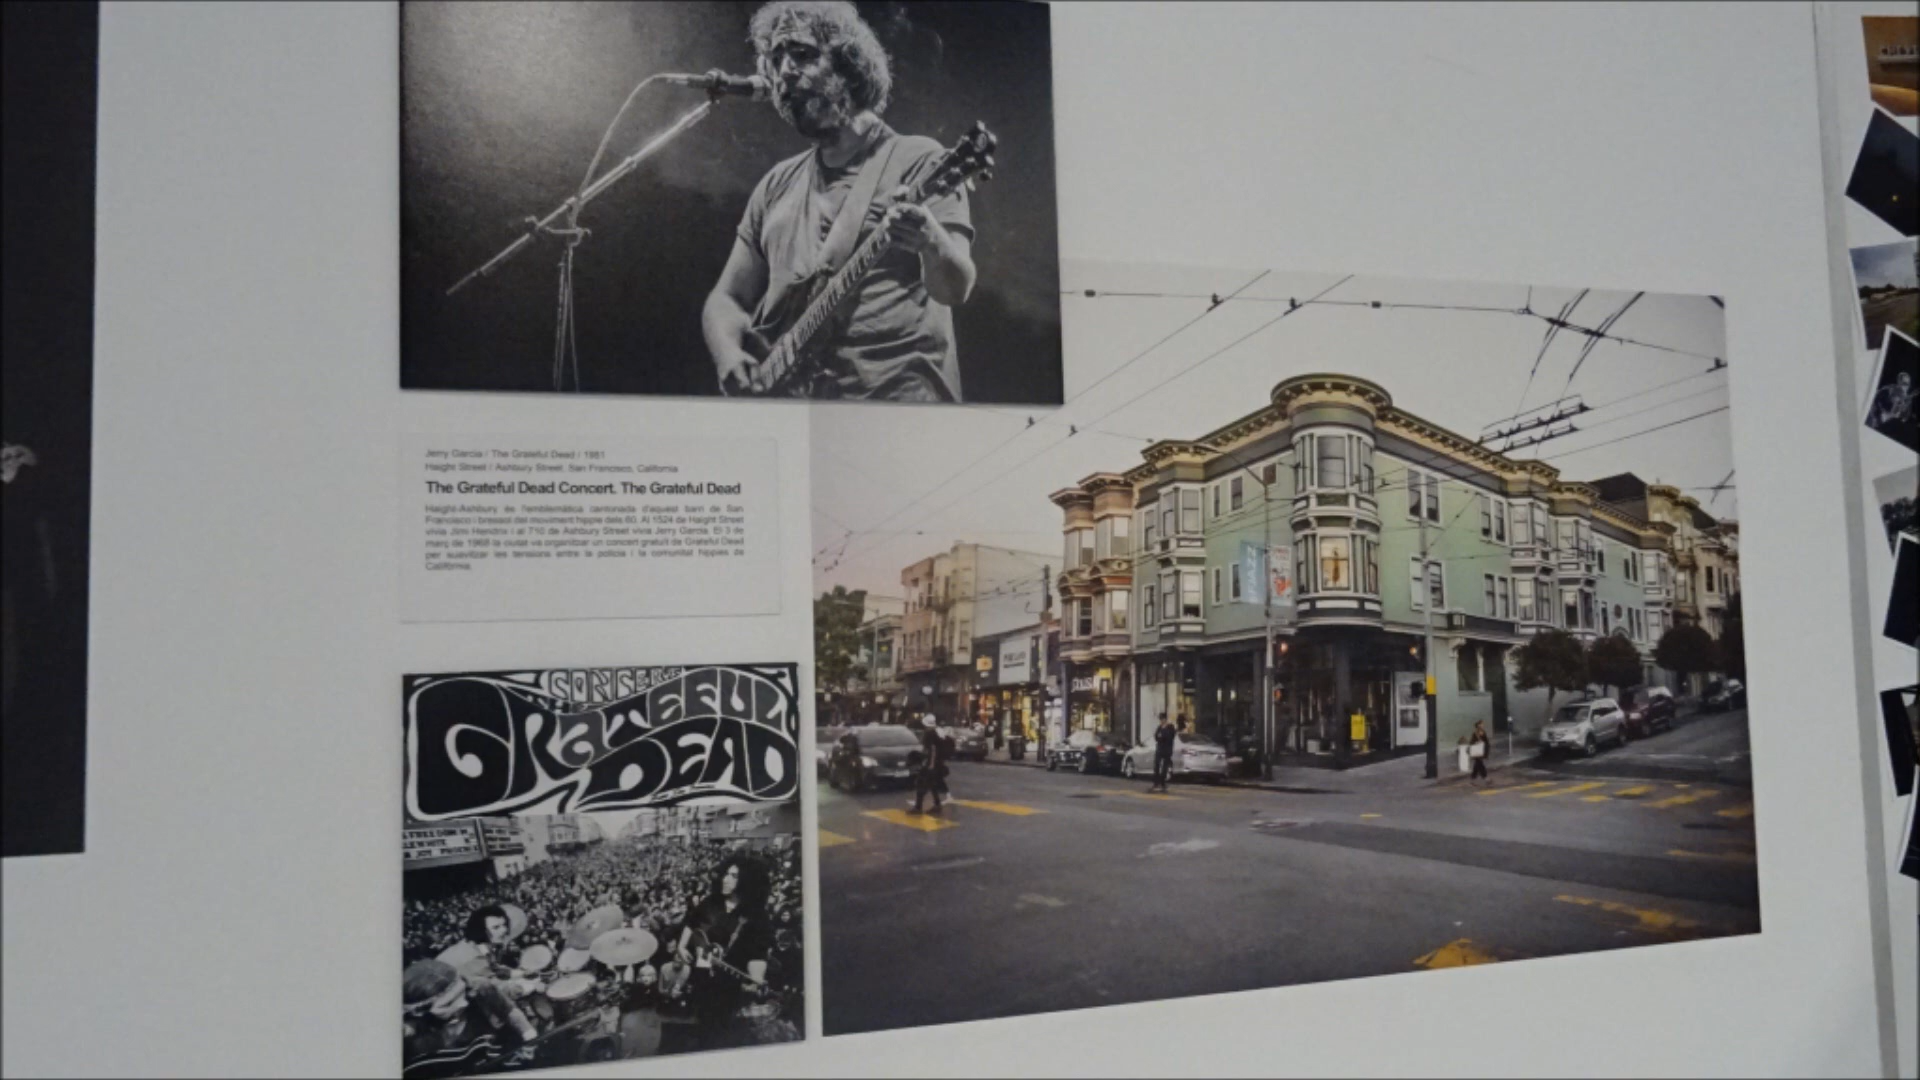 Jerry Garcia / The Grateful Dead / 1981
Haight Street / Ashbury Street. San Francisco, California
The Grateful Dead Concert. The Grateful Dead
Haight-Ashbury és l'emblemàtica cantonada d'aquest barri de San
Francisco i bressol del moviment hippie dels 60. Al 1524 de Haight Street
vivia Jimi Hendrix i al 710 de Ashbury Street vivia Jerry Garcia. El 3 de
març de 1968 la ciutat va organitzar un concert gratuït de Grateful Dead
per suavitzar les tensions entre la policia i la comunitat hippies de
California.
GRATEFUL
DEAD
SFJAZZ